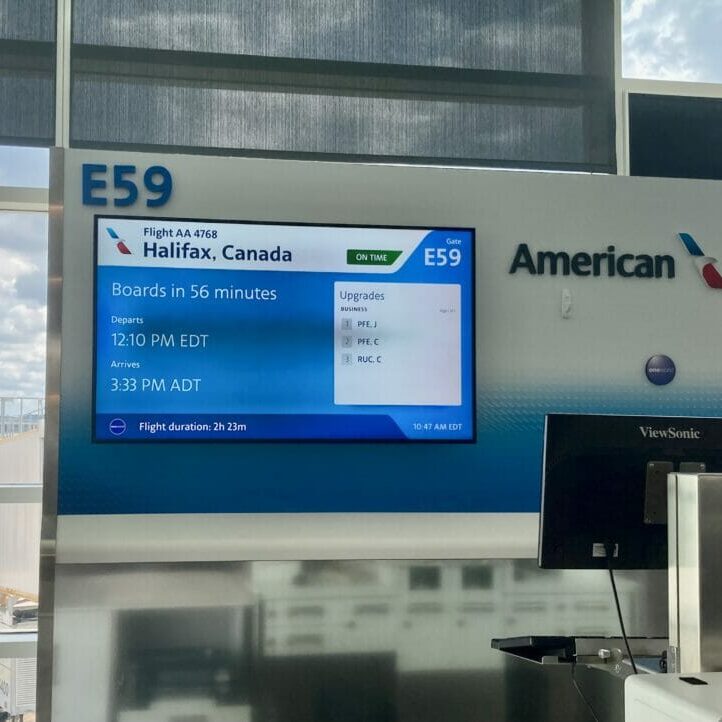 E59
Flight AA 4768
Halifax, Canada
ON TIME
Gate
E59
Boards in 56 minutes
Departs
12:10 PM EDT
Arrives
3:33 PM ADT
Upgrades
BUSINESS
1 PFE, J
2 PFE, C
3 RUC, C
Flight duration: 2h 23m
10:47 AM EDT
American
oneworld
ViewSonic